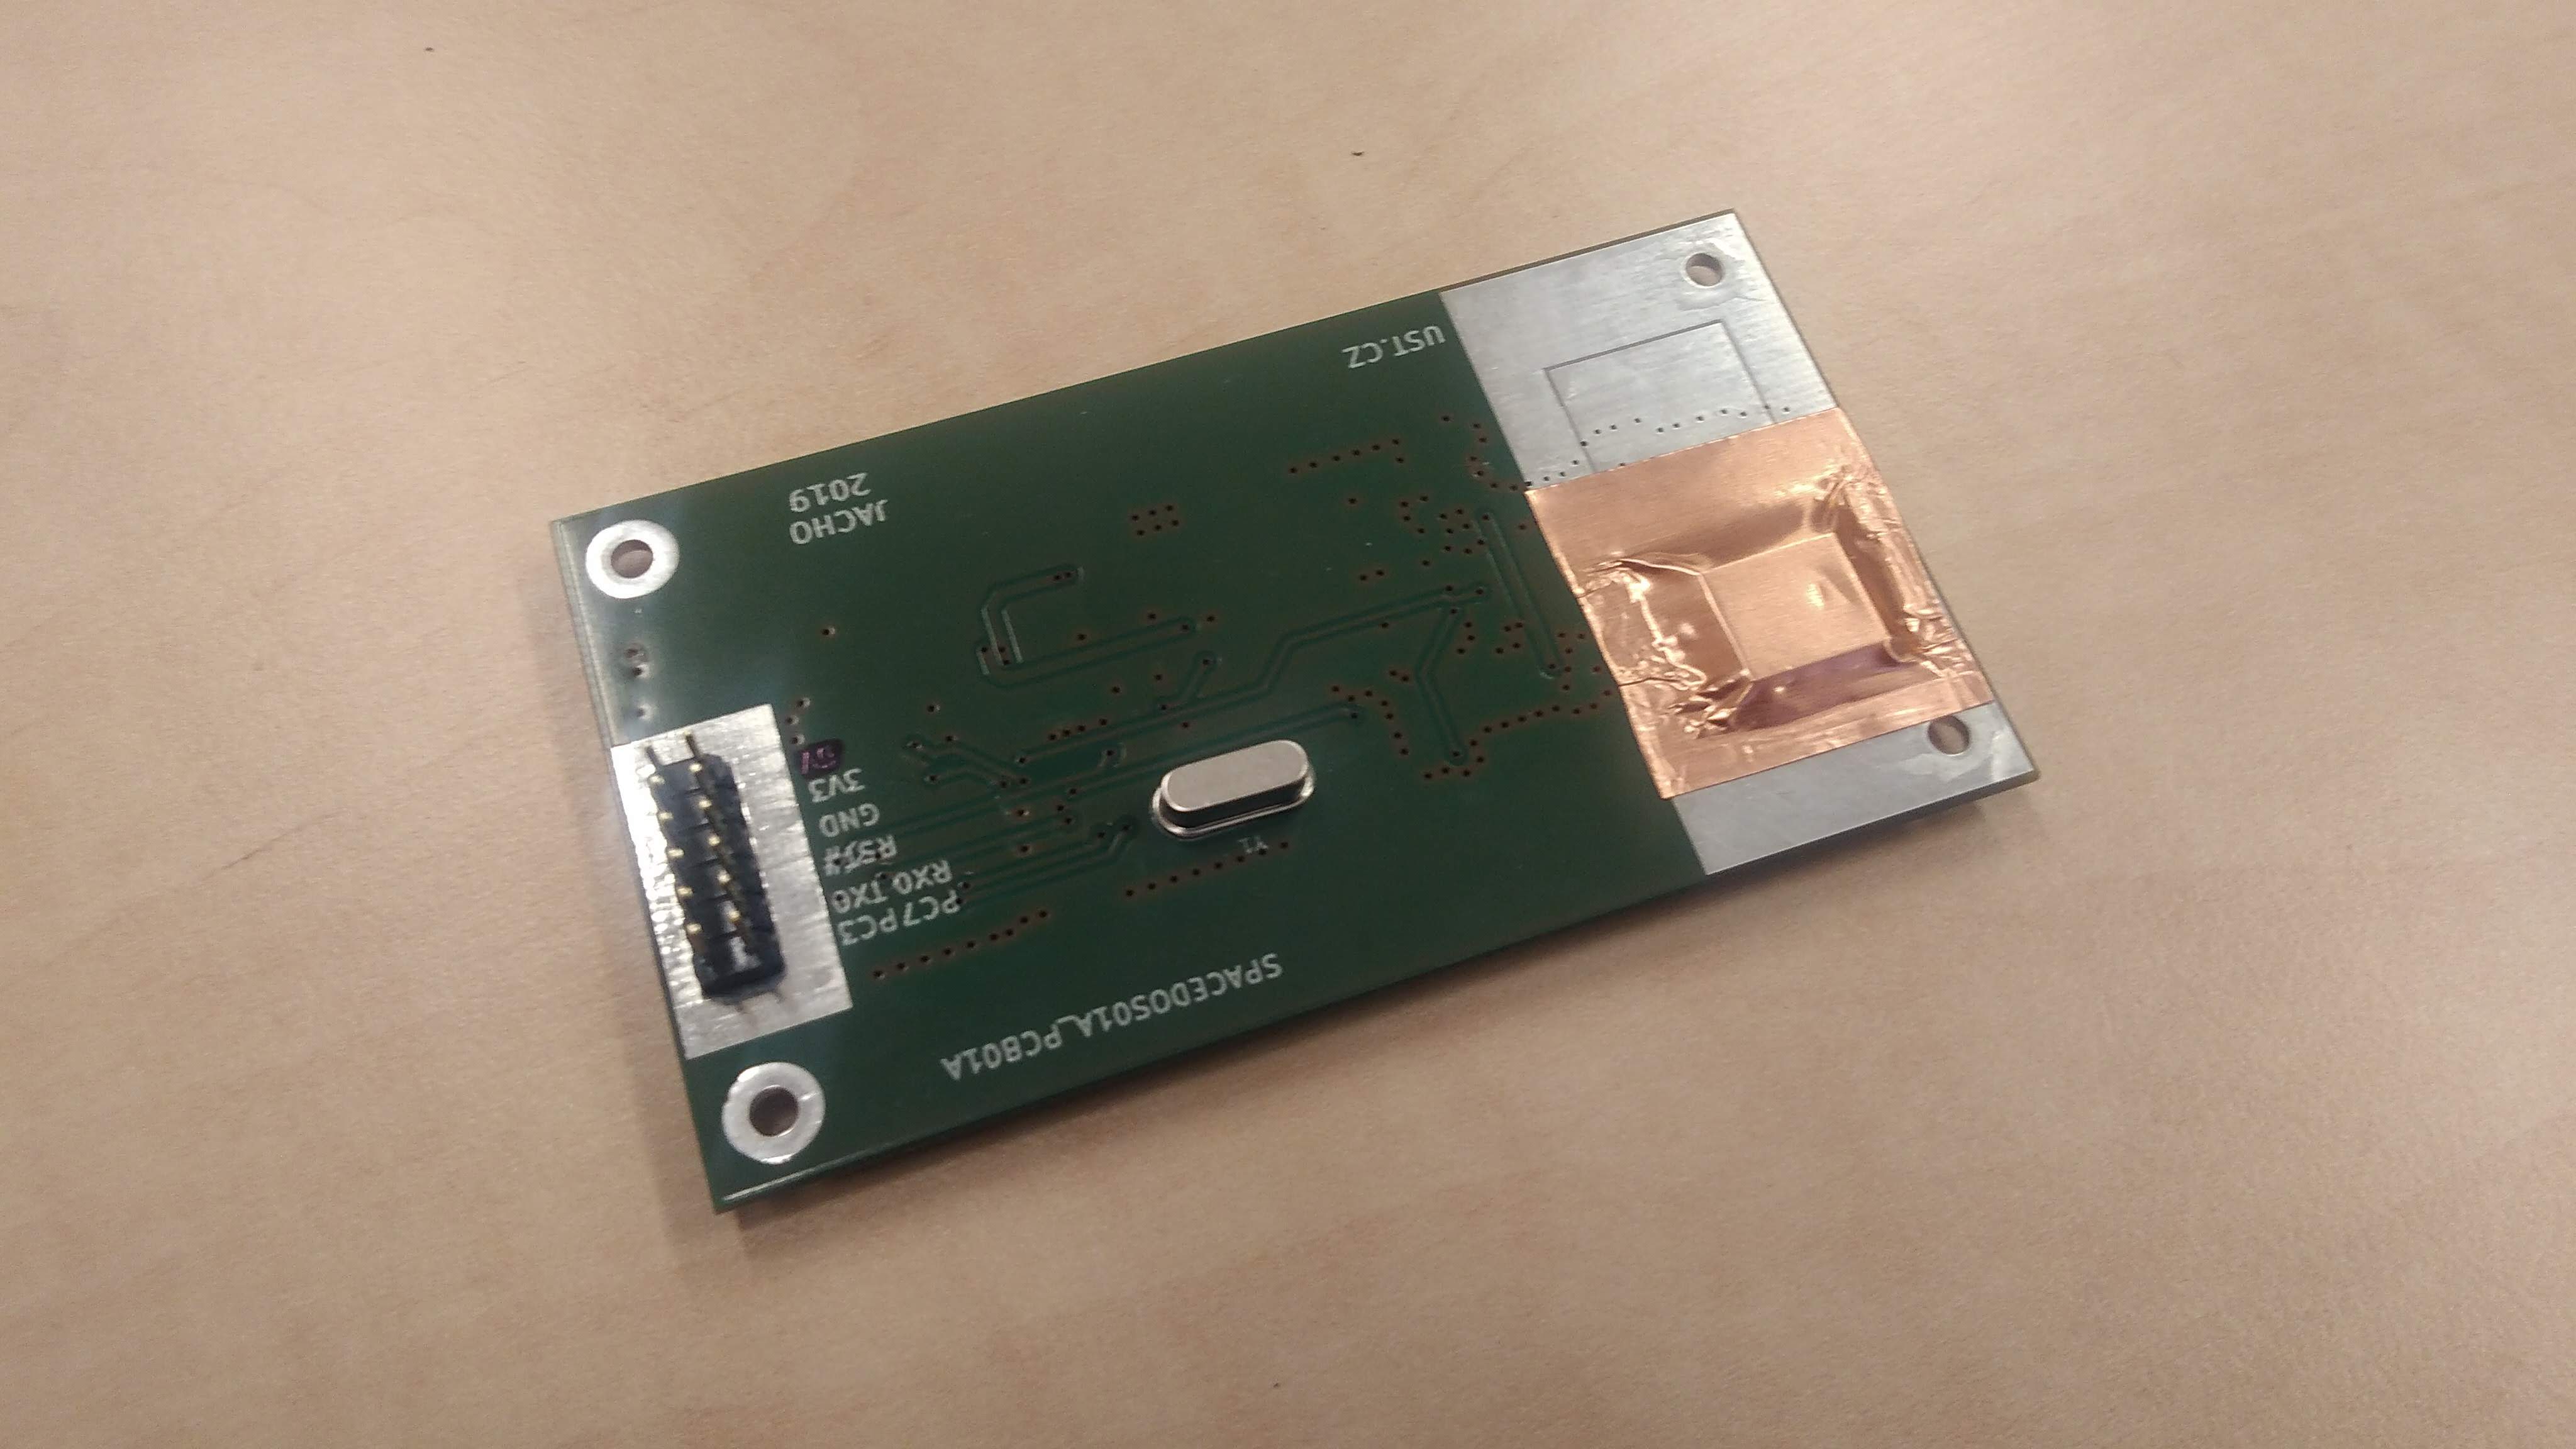 SPACEDOS01A_PCB01A
PC7 PC3
RX0 TX0
RST#
GND
3V3
Y1
JACHO
2019
UST.CZ